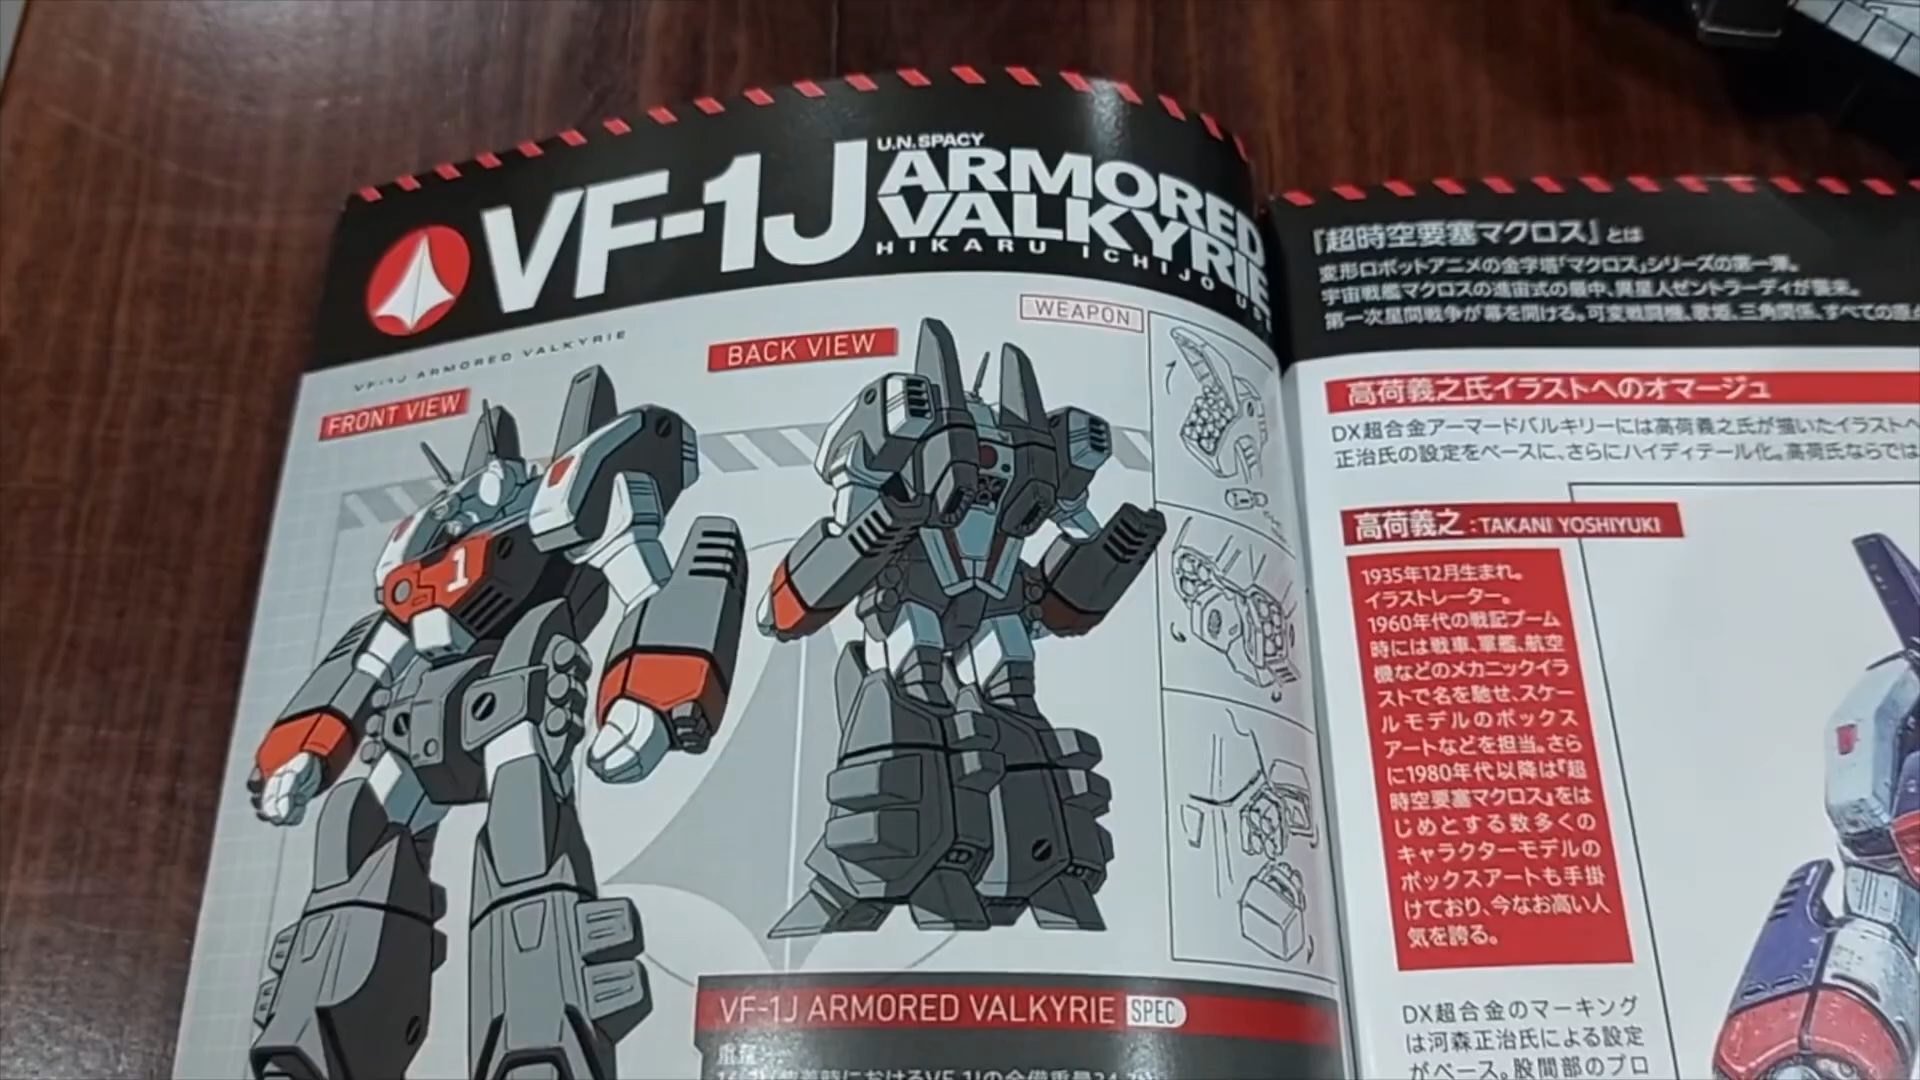 U.N. SPACY
VF-1J ARMORED
VALKYRIE
HIKARU ICHIJO
VF-1J ARMORED VALKYRIE
FRONT VIEW
BACK VIEW
WEAPON
1
VF-1J ARMORED VALKYRIE SPEC
『超時空要塞マクロス』とは
変形ロボットアニメの金字塔「マクロス」シリーズの第一弾。
宇宙戦艦マクロスの進宙式の最中、異星人ゼントラーディが襲来。
第一次星間戦争が幕を開ける。可変戦闘機、歌姫、三角関係、すべての原点
高荷義之氏イラストへのオマージュ
DX超合金アーマードバルキリーには高荷義之氏が描いたイラストへ
正治氏の設定をベースに、さらにハイディテール化。高荷氏ならでは
高荷義之:TAKANI YOSHIYUKI
1935年12月生まれ。
イラストレーター。
1960年代の戦記ブーム
時には戦車、軍艦、航空
機などのメカニックイラ
ストで名を馳せ、スケー
ルモデルのボックス
アートなどを担当。さら
に1980年代以降は『超
時空要塞マクロス』をは
じめとする数多くの
キャラクターモデルの
ボックスアートも手掛
けており、今なお高い人
気を誇る。
DX超合金のマーキング
は河森正治氏による設定
がベース。股間部のプロ